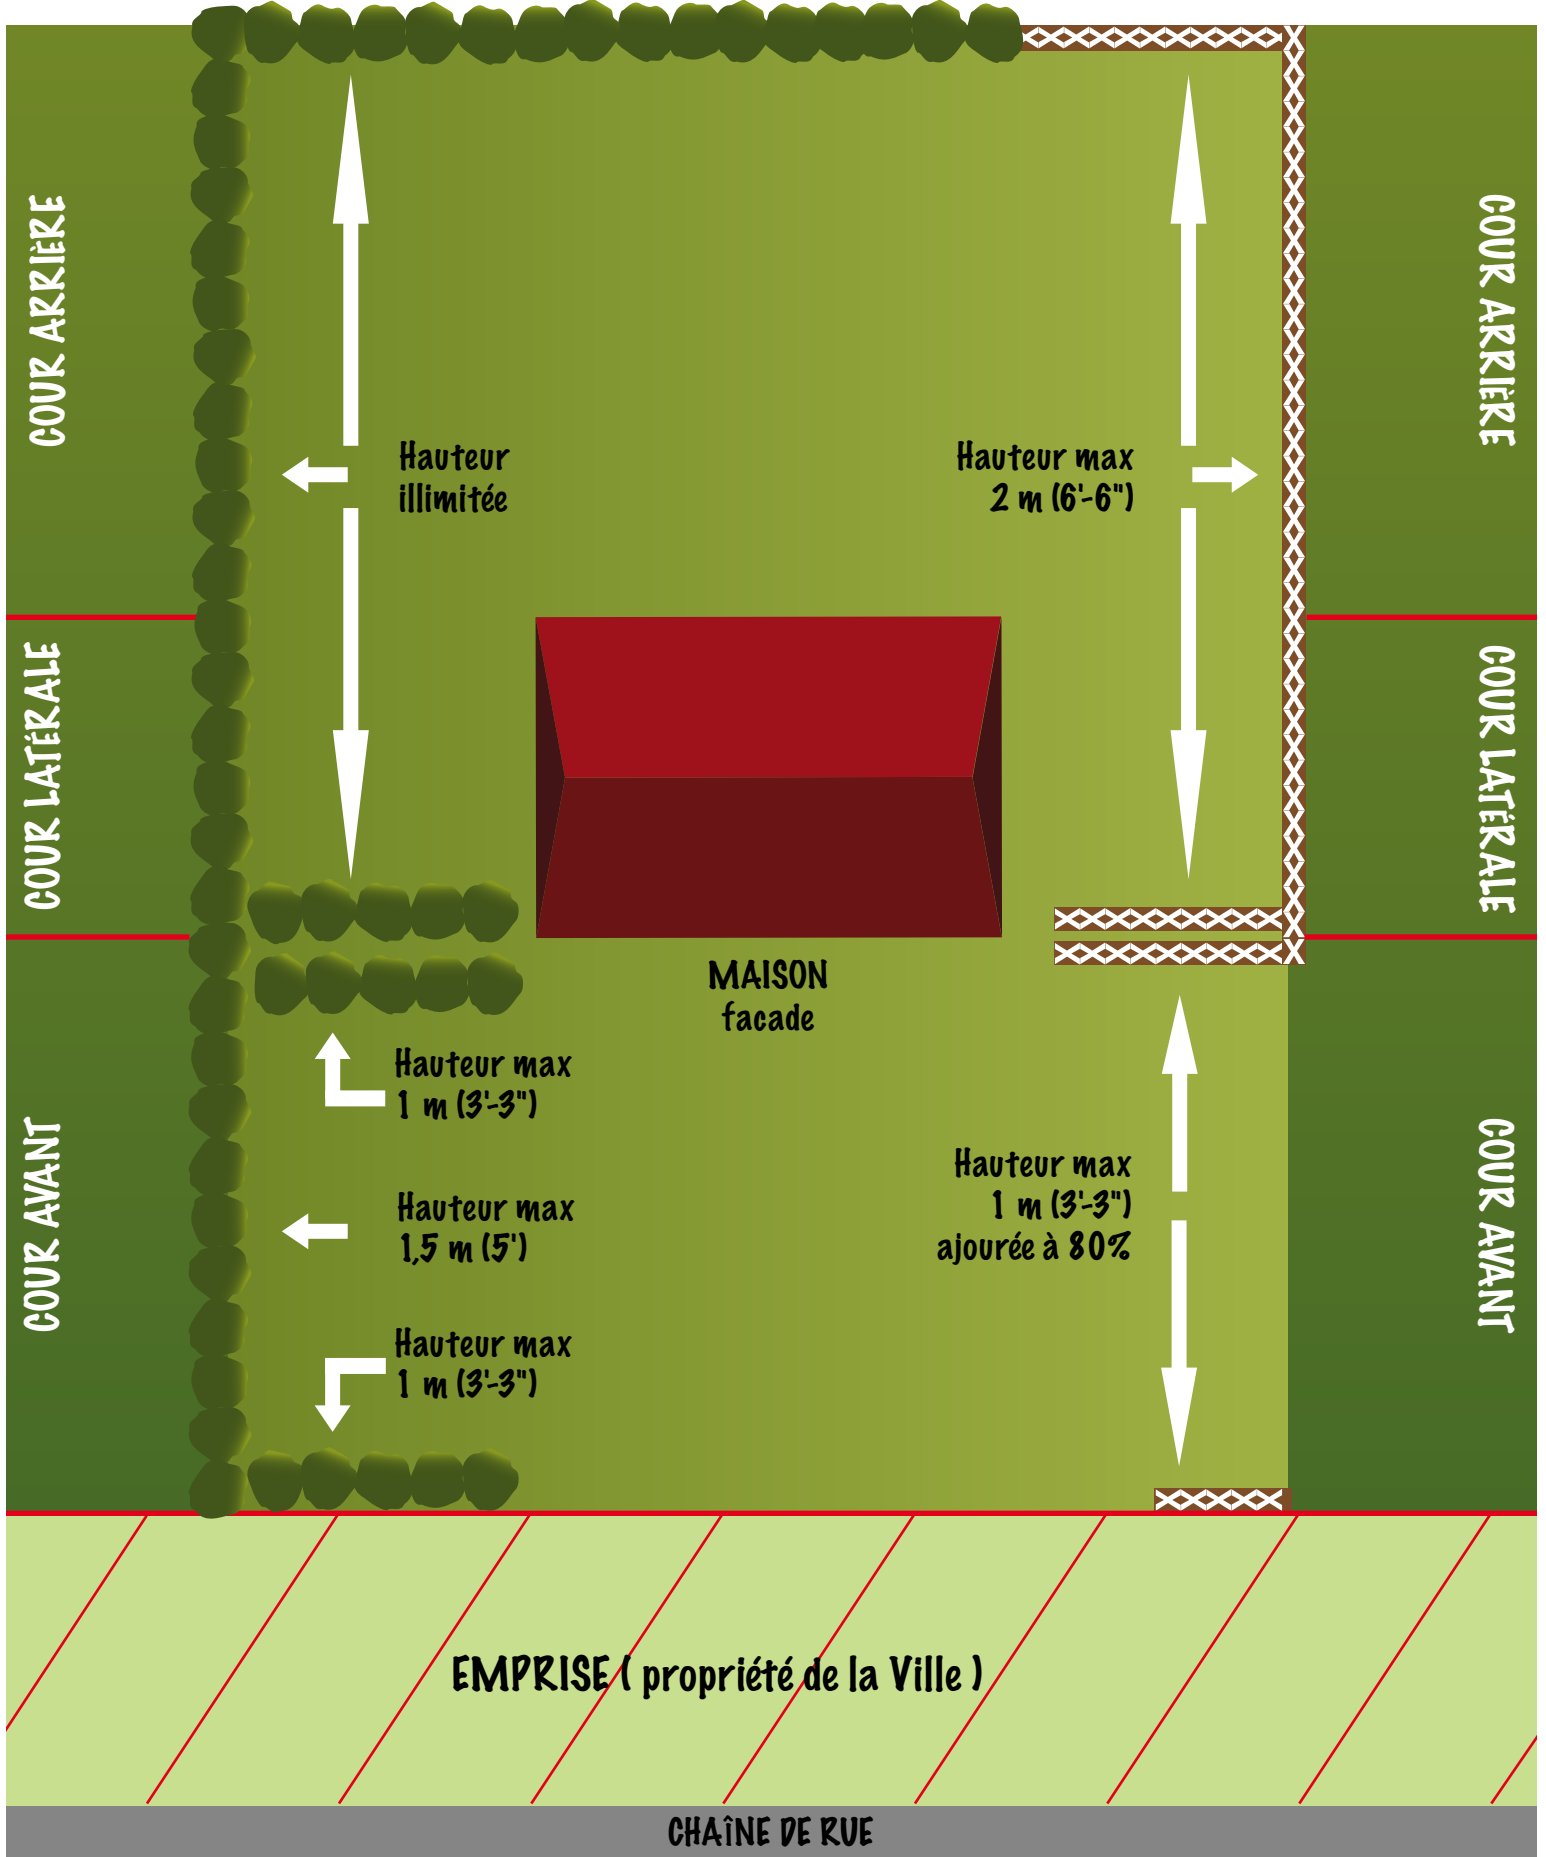 COUR ARRIÈRE
COUR ARRIÈRE
Hauteur
illimitée
Hauteur max
2 m (6'-6")
COUR LATÉRALE
COUR LATÉRALE
MAISON
facade
Hauteur max
1 m (3'-3")
COUR AVANT
COUR AVANT
Hauteur max
1,5 m (5')
Hauteur max
1 m (3'-3")
ajourée à 80%
Hauteur max
1 m (3'-3")
EMPRISE ( propriété de la Ville )
CHAÎNE DE RUE